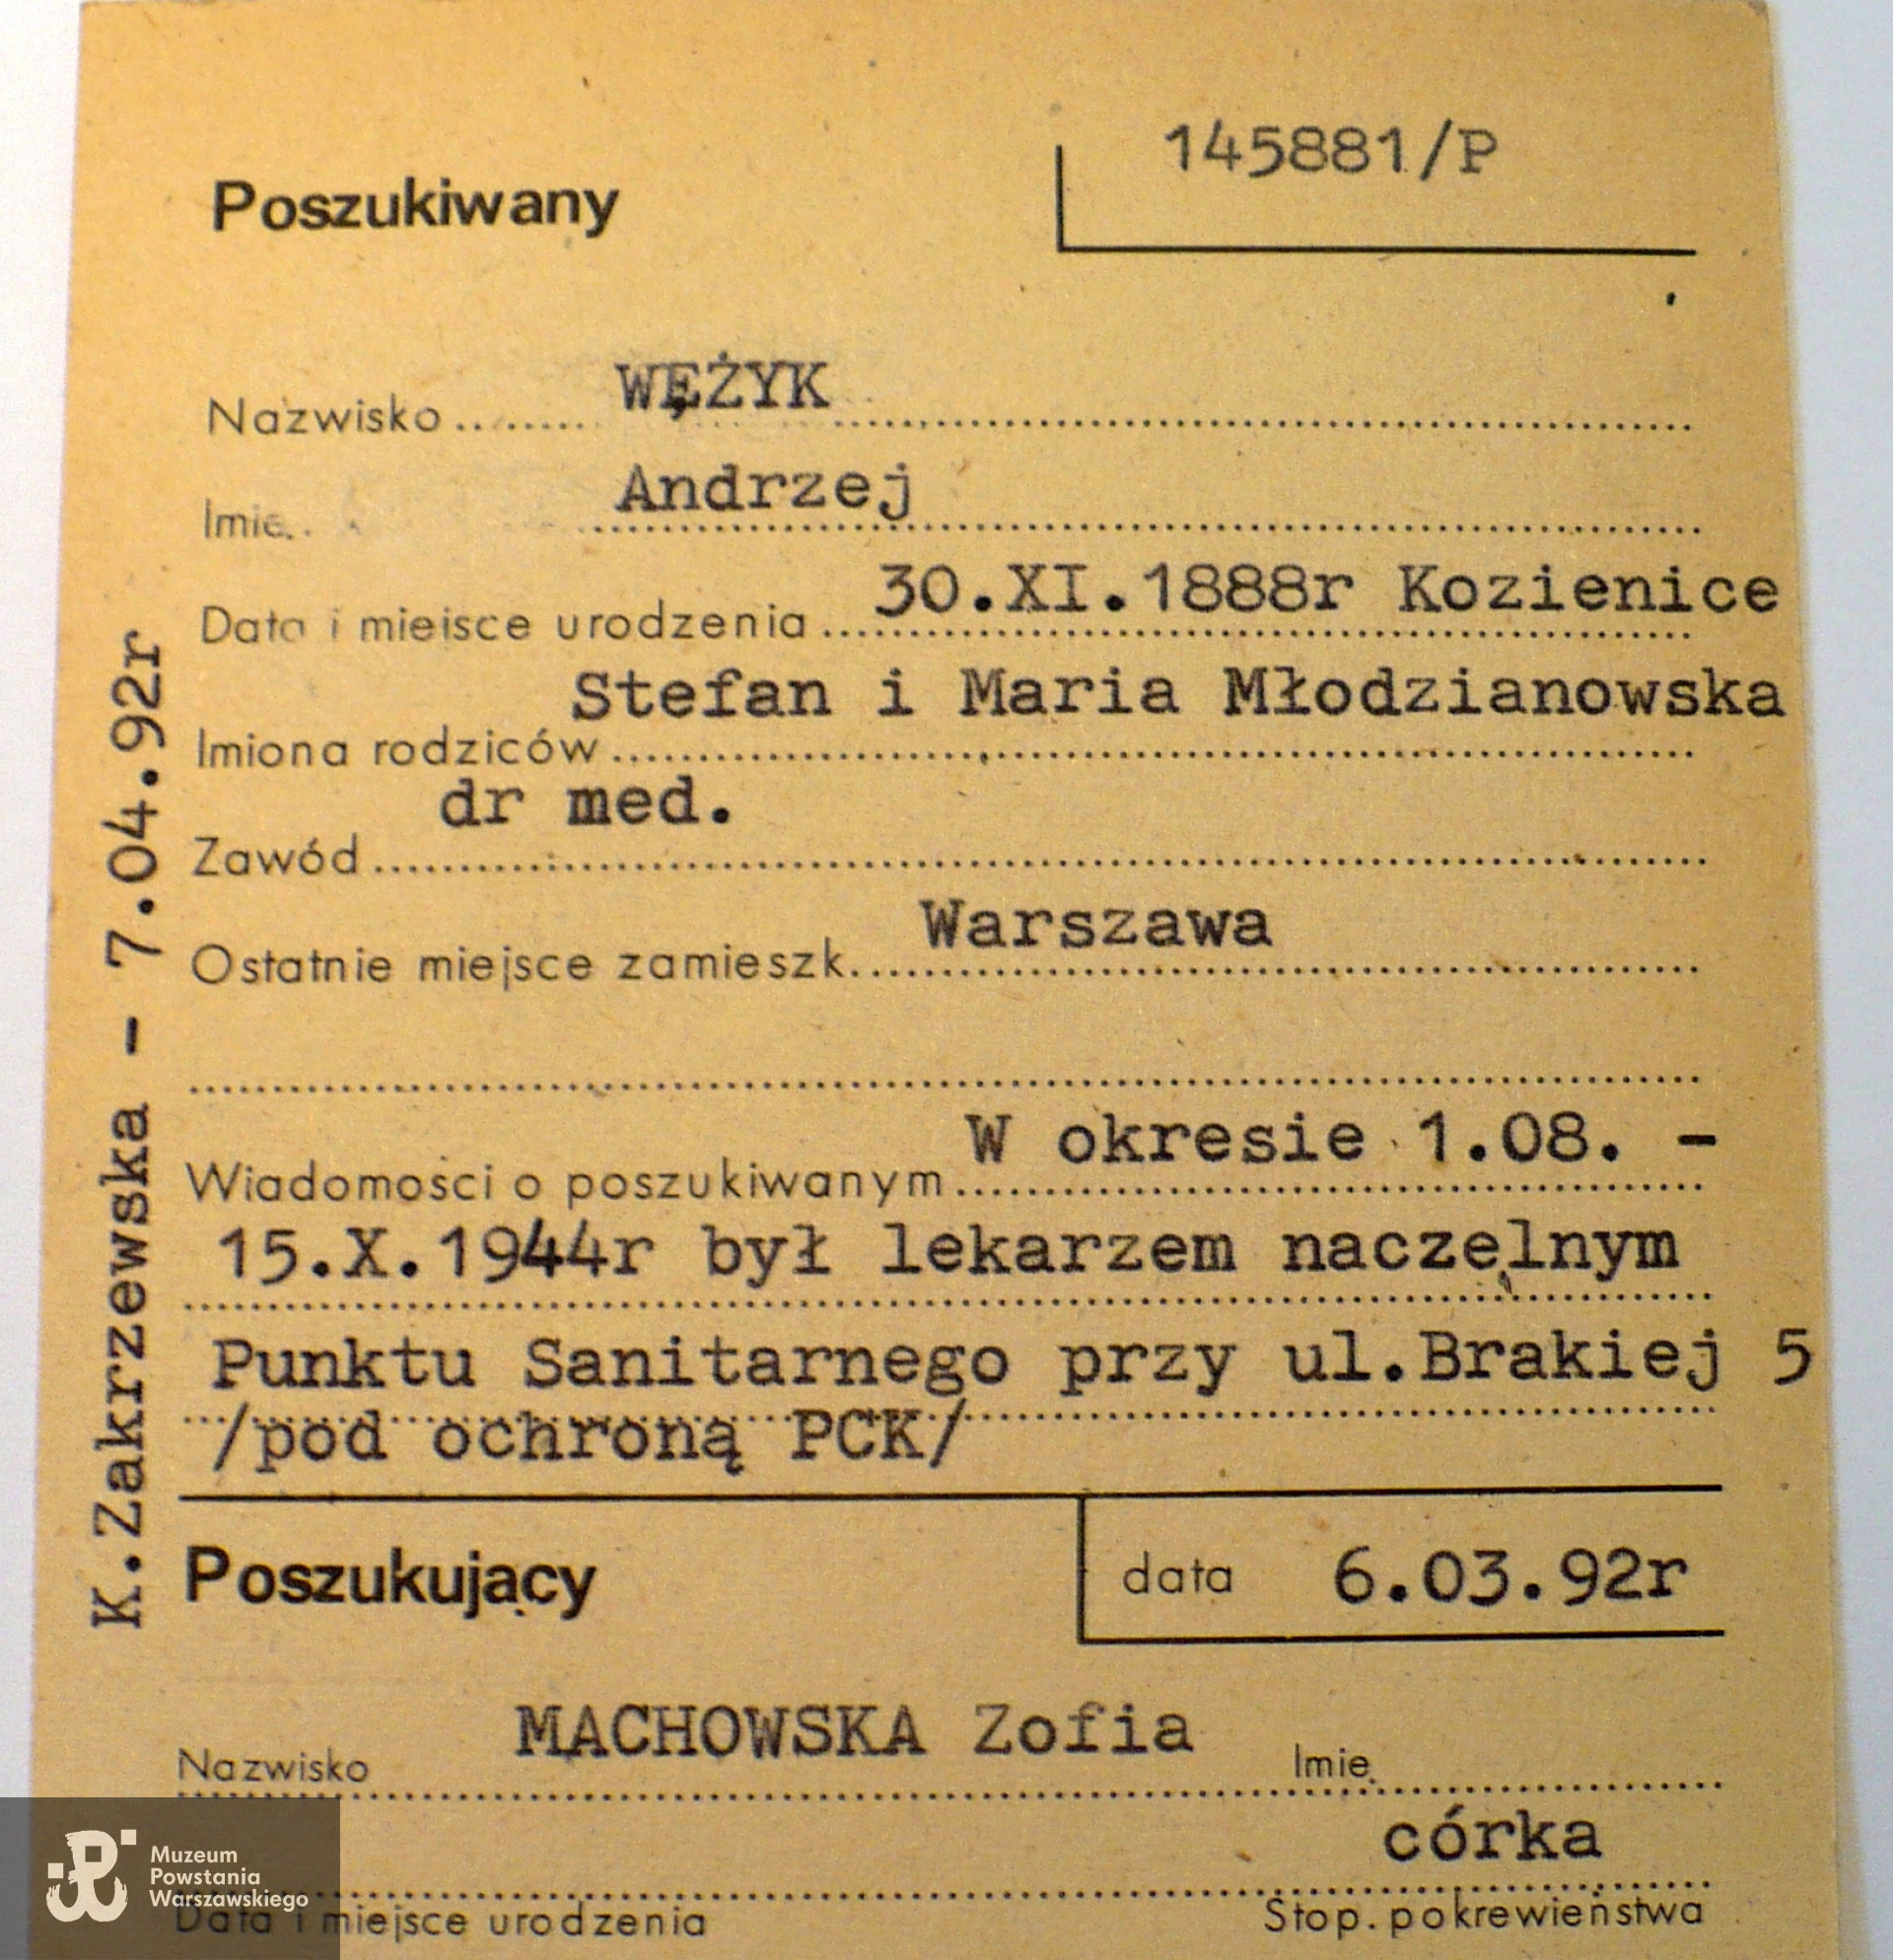 145881/P
Poszukiwany
Nazwisko........ WĘŻYK
Imię.. Andrzej
Data i miejsce urodzenia 30.XI.1888r Kozienice
Stefan i Maria Młodzianowska
Imiona rodziców
dr med.
Zawód
Warszawa
Ostatnie miejsce zamieszk.
W okresie 1.08. -
Wiadomości o poszukiwanym
15.X.1944r był lekarzem naczęlnym
Punktu Sanitarnego przy ul.Brakiej 5
/pod ochroną PCK/
Poszukujący
data 6.03.92r
MACHOWSKA Zofia
Nazwisko Imię
córka
Data i miejsce urodzenia Stop. pokrewieństwa
K.Zakrzewska - 7.04.92r
Muzeum
Powstania
Warszawskiego